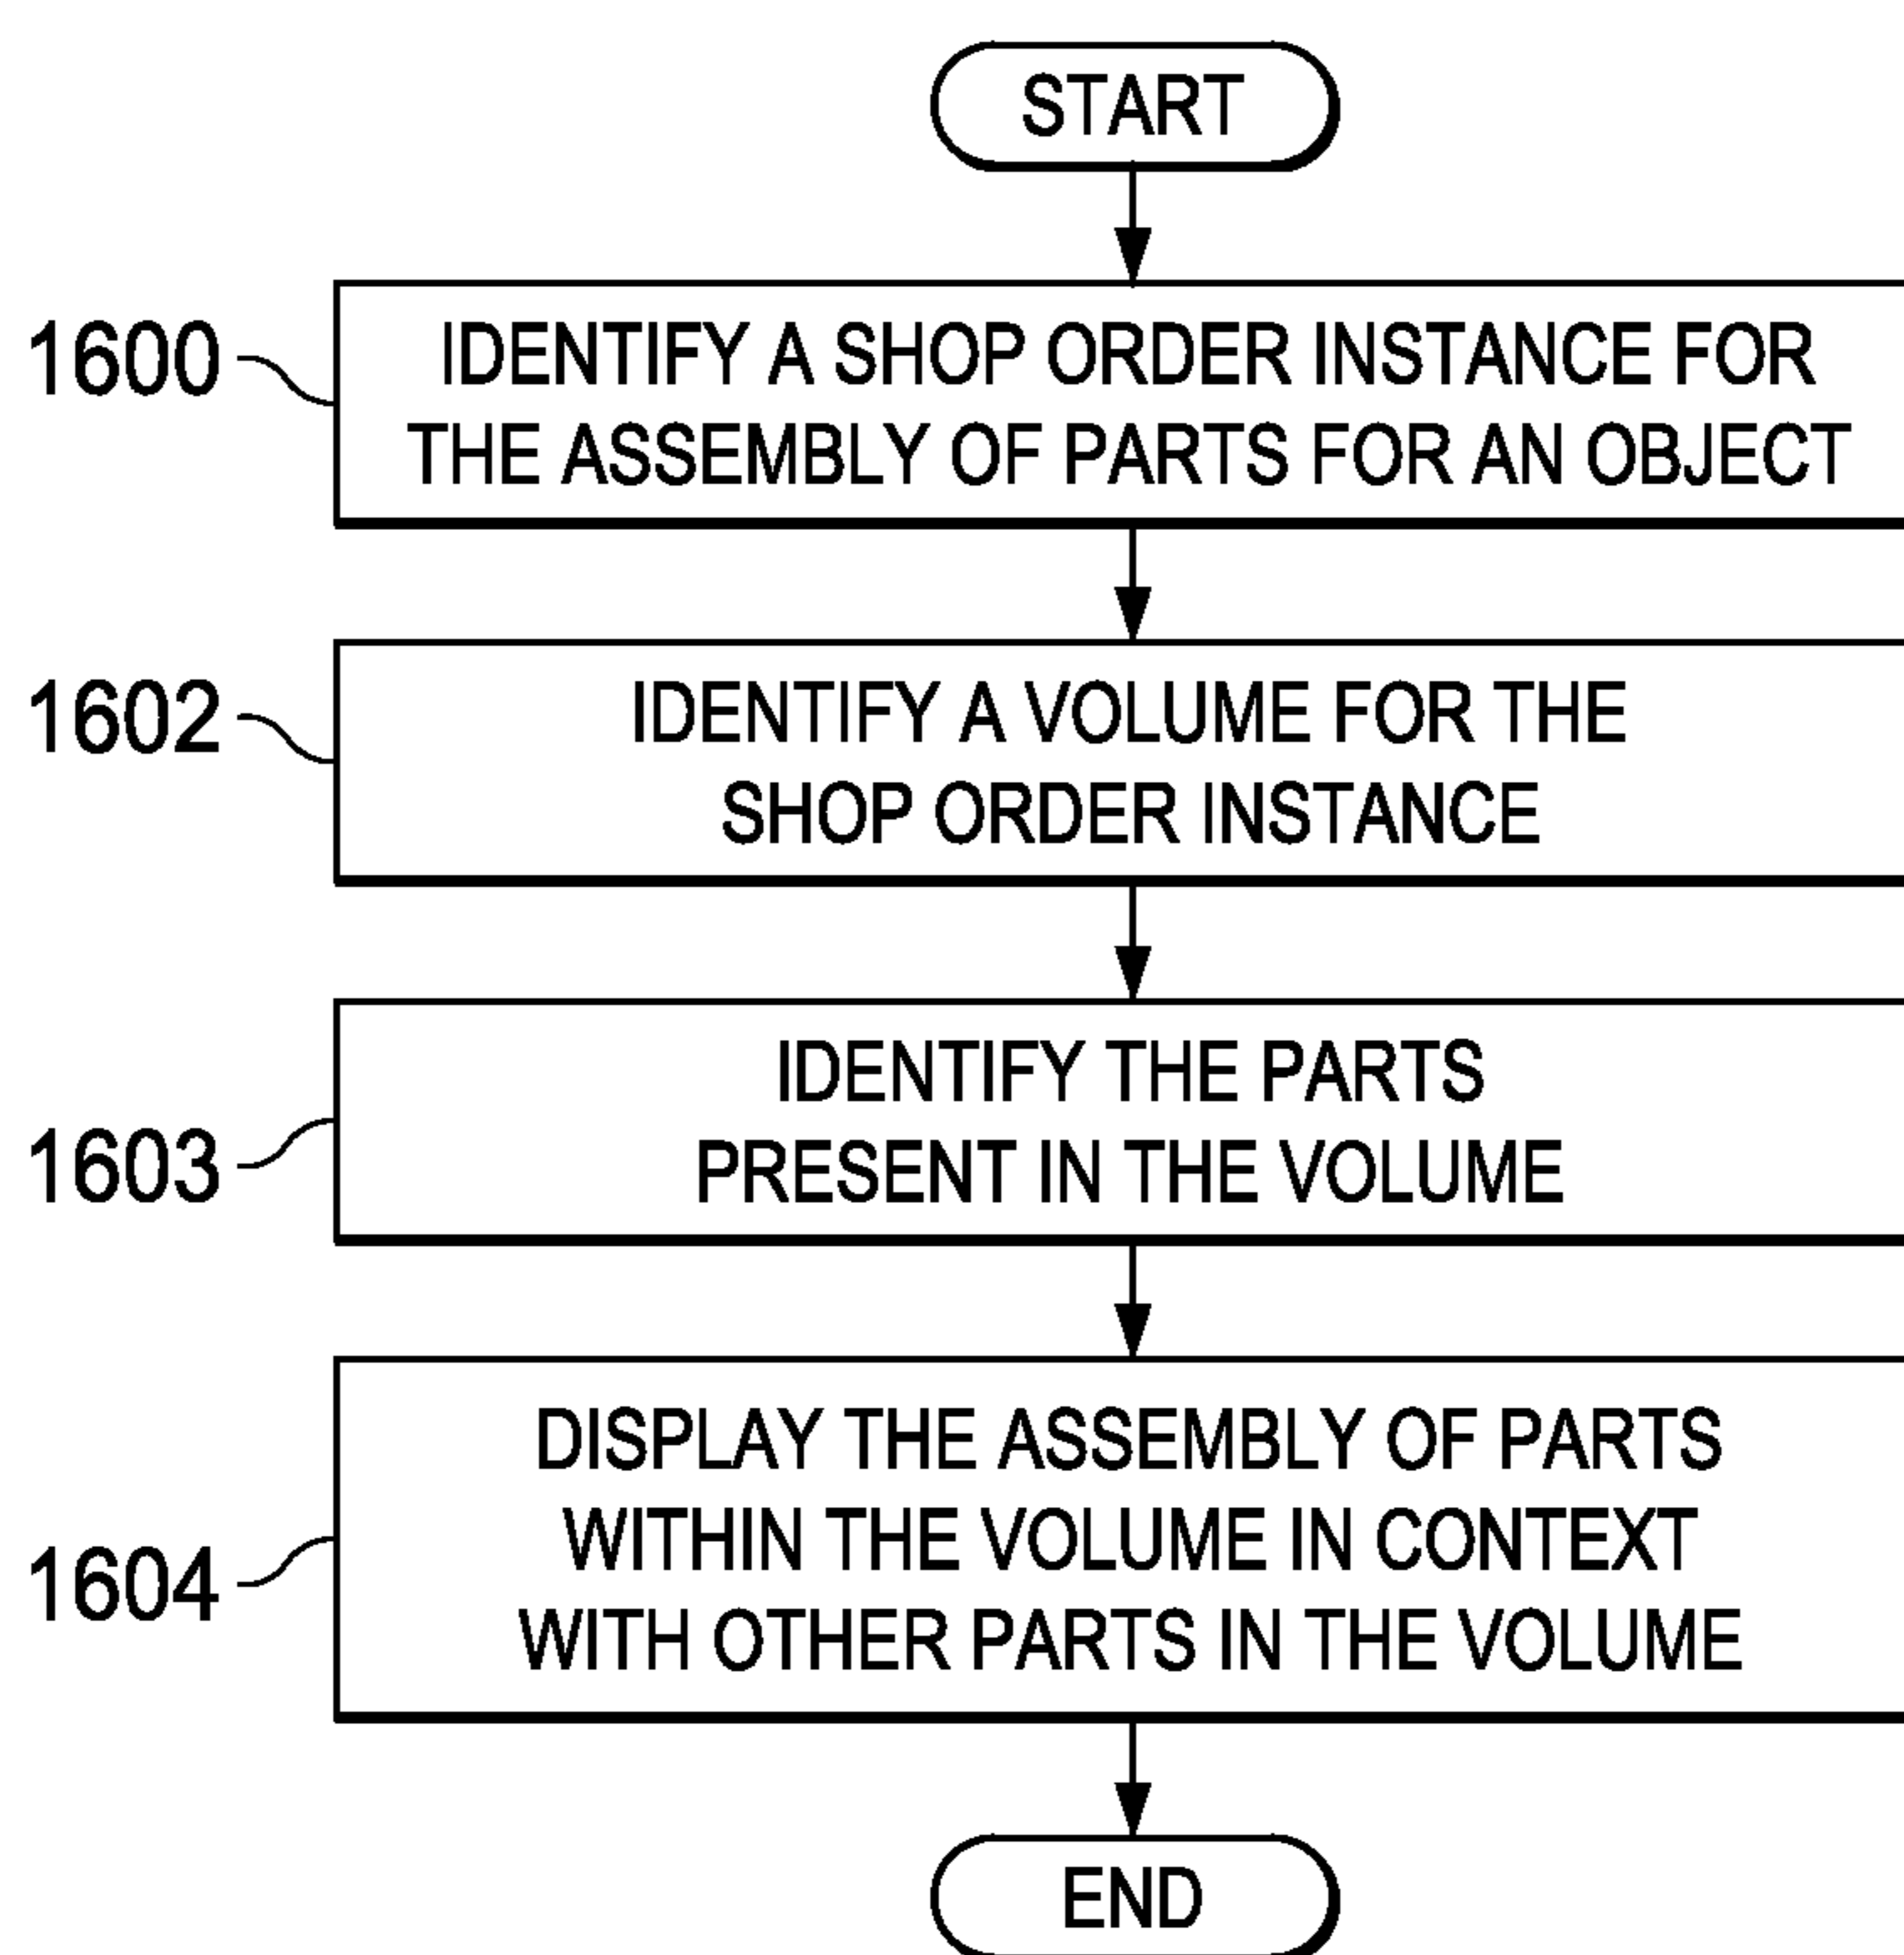 START
1600
IDENTIFY A SHOP ORDER INSTANCE FOR
THE ASSEMBLY OF PARTS FOR AN OBJECT
1602
IDENTIFY A VOLUME FOR THE
SHOP ORDER INSTANCE
1603
IDENTIFY THE PARTS
PRESENT IN THE VOLUME
1604
DISPLAY THE ASSEMBLY OF PARTS
WITHIN THE VOLUME IN CONTEXT
WITH OTHER PARTS IN THE VOLUME
END